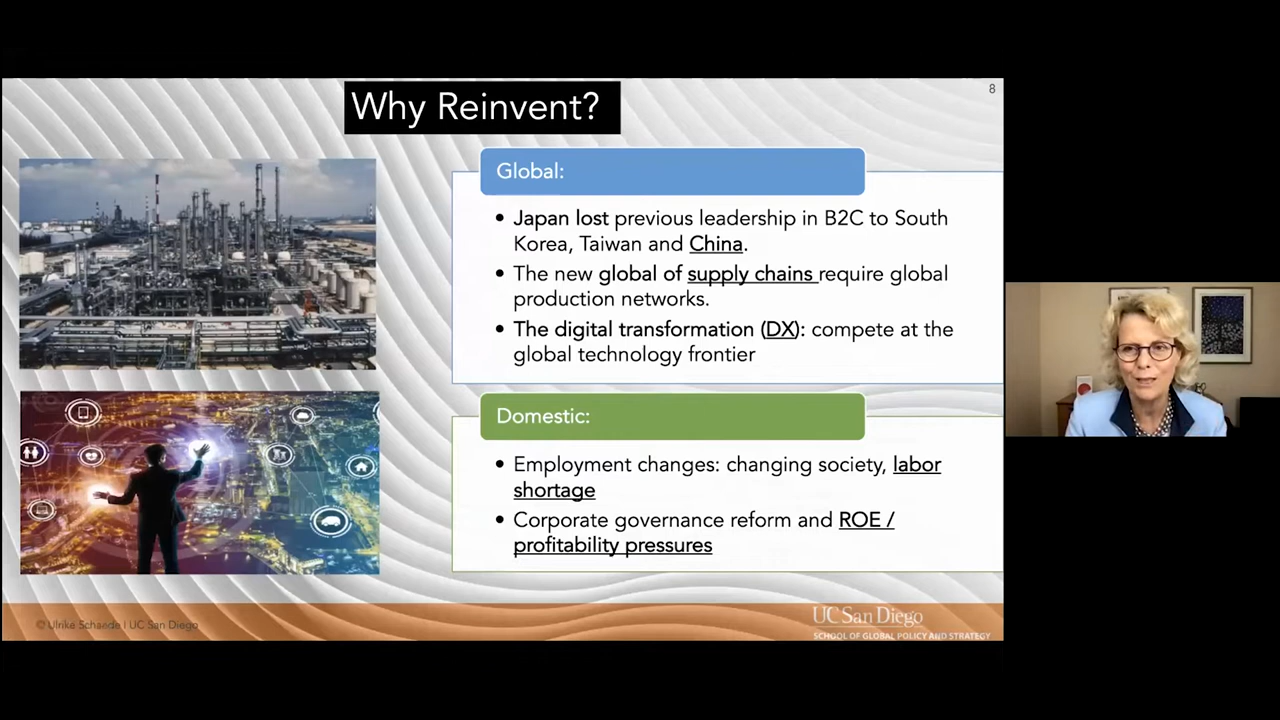 Why Reinvent?
8
Global:
• Japan lost previous leadership in B2C to South
Korea, Taiwan and China.
• The new global of supply chains require global
production networks.
• The digital transformation (DX): compete at the
global technology frontier
Domestic:
• Employment changes: changing society, labor
shortage
• Corporate governance reform and ROE /
profitability pressures
© Ulrike Schaede | UC San Diego
UC San Diego
SCHOOL OF GLOBAL POLICY AND STRATEGY